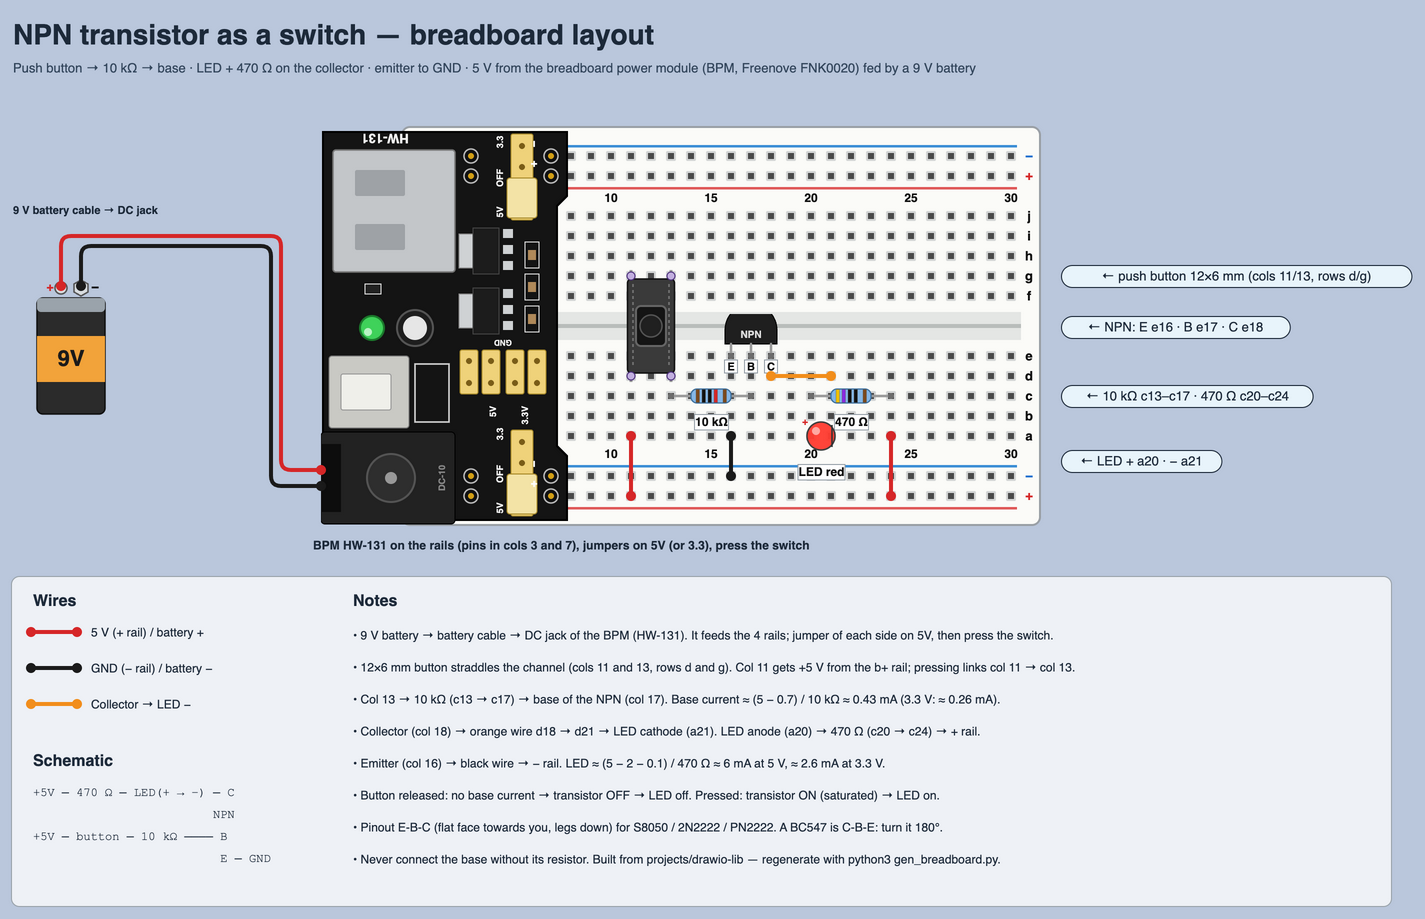 NPN transistor as a switch — breadboard layout
Push button → 10 kΩ → base · LED + 470 Ω on the collector · emitter to GND · 5 V from the breadboard power module (BPM, Freenove FNK0020) fed by a 9 V battery
9 V battery cable → DC jack
+ −
9V
HW-131
3.3
OFF
5V
− +
GND
5V
3.3V
3.3
OFF
5V
− +
DC-10
−
+
10 15 20 25 30
j
i
h
g
f
NPN
e
E B C
d
c
b
10 kΩ
+
470 Ω
a
10 15 20 25 30
LED red
−
+
← push button 12×6 mm (cols 11/13, rows d/g)
← NPN: E e16 · B e17 · C e18
← 10 kΩ c13–c17 · 470 Ω c20–c24
← LED + a20 · − a21
BPM HW-131 on the rails (pins in cols 3 and 7), jumpers on 5V (or 3.3), press the switch
Wires
5 V (+ rail) / battery +
GND (− rail) / battery −
Collector → LED −
Schematic
+5V — 470 Ω — LED(+ → −) — C
NPN
+5V — button — 10 kΩ ──── B
E — GND
Notes
• 9 V battery → battery cable → DC jack of the BPM (HW-131). It feeds the 4 rails; jumper of each side on 5V, then press the switch.
• 12×6 mm button straddles the channel (cols 11 and 13, rows d and g). Col 11 gets +5 V from the b+ rail; pressing links col 11 → col 13.
• Col 13 → 10 kΩ (c13 → c17) → base of the NPN (col 17). Base current ≈ (5 − 0.7) / 10 kΩ ≈ 0.43 mA (3.3 V: ≈ 0.26 mA).
• Collector (col 18) → orange wire d18 → d21 → LED cathode (a21). LED anode (a20) → 470 Ω (c20 → c24) → + rail.
• Emitter (col 16) → black wire → − rail. LED ≈ (5 − 2 − 0.1) / 470 Ω ≈ 6 mA at 5 V, ≈ 2.6 mA at 3.3 V.
• Button released: no base current → transistor OFF → LED off. Pressed: transistor ON (saturated) → LED on.
• Pinout E-B-C (flat face towards you, legs down) for S8050 / 2N2222 / PN2222. A BC547 is C-B-E: turn it 180°.
• Never connect the base without its resistor. Built from projects/drawio-lib — regenerate with python3 gen_breadboard.py.